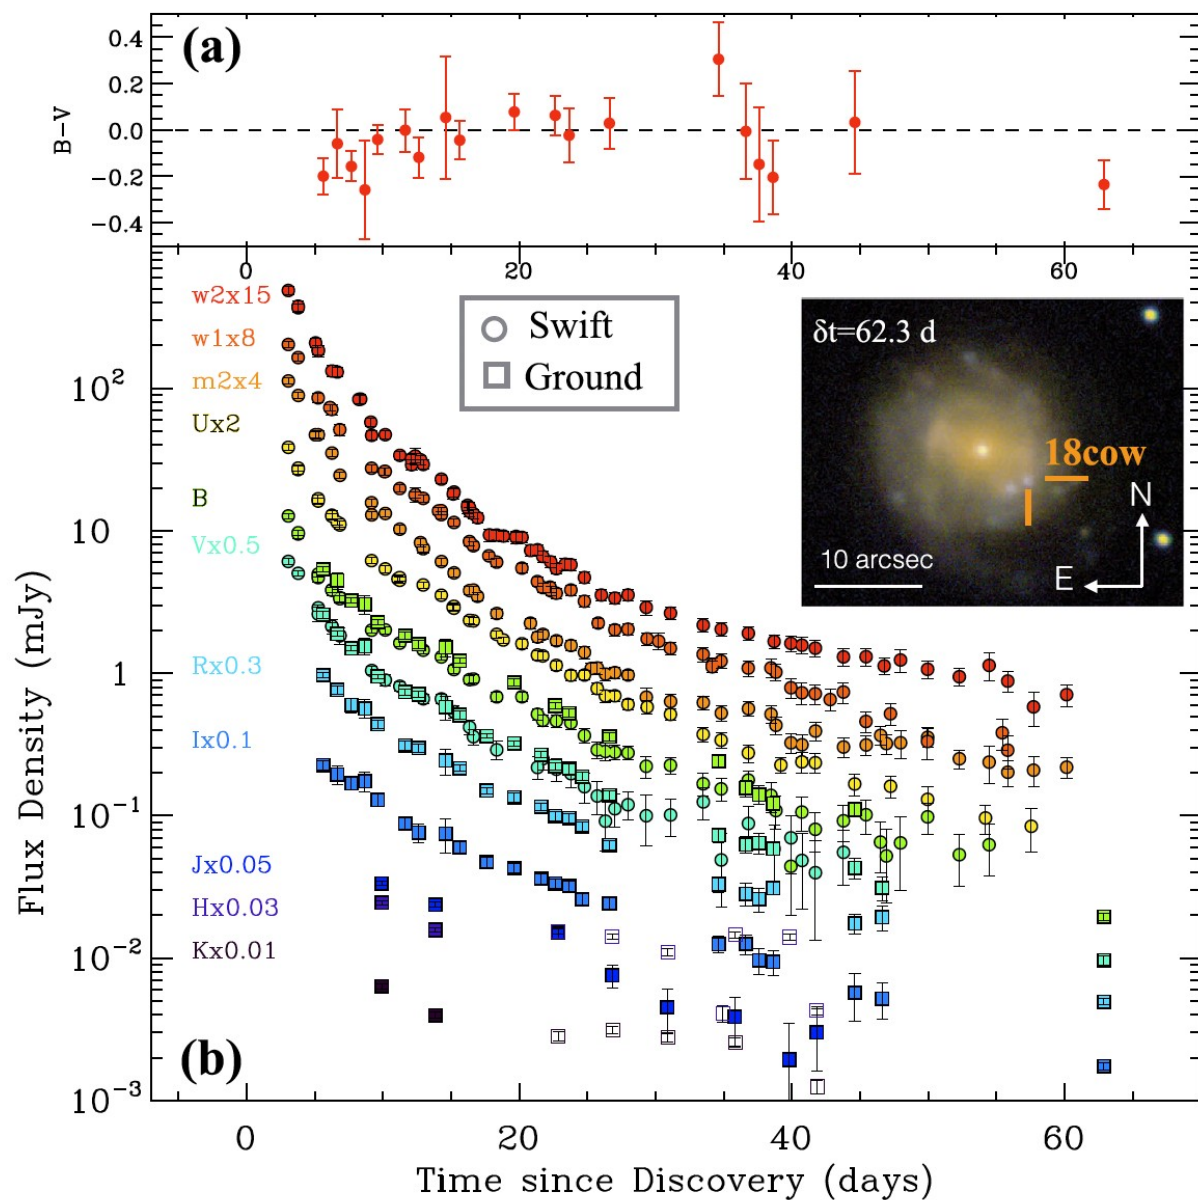 (a)
B-V
0.4
0.2
0.0
−0.2
−0.4
0 20 40 60
w2x15
w1x8
m2x4
Ux2
B
Vx0.5
Rx0.3
Ix0.1
Jx0.05
Hx0.03
Kx0.01
Swift
Ground
δt=62.3 d
18cow
10 arcsec
N
E
10²
10
1
10⁻¹
10⁻²
10⁻³
Flux Density (mJy)
(b)
0 20 40 60
Time since Discovery (days)